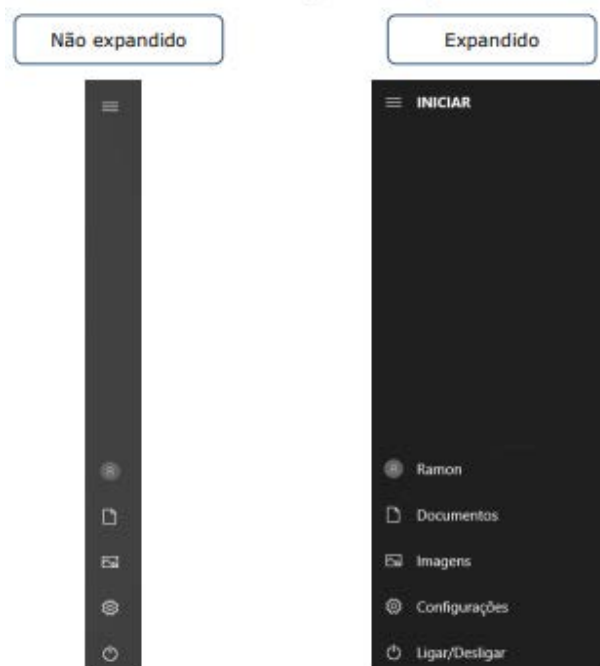 Não expandido
Expandido
INICIAR
Ramon
Documentos
Imagens
Configurações
Ligar/Desligar